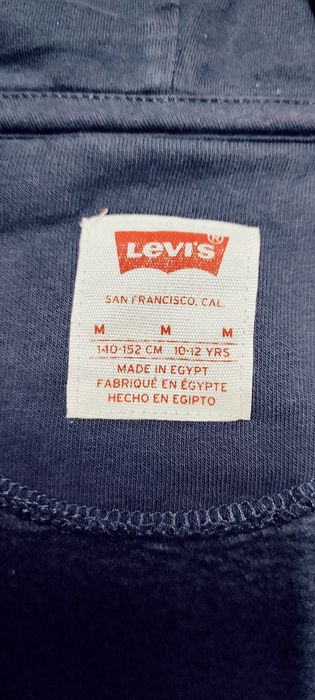 LEVI'S®
SAN FRANCISCO, CAL.
M M M
140-152 CM 10-12 YRS
MADE IN EGYPT
FABRIQUÉ EN ÉGYPTE
HECHO EN EGIPTO